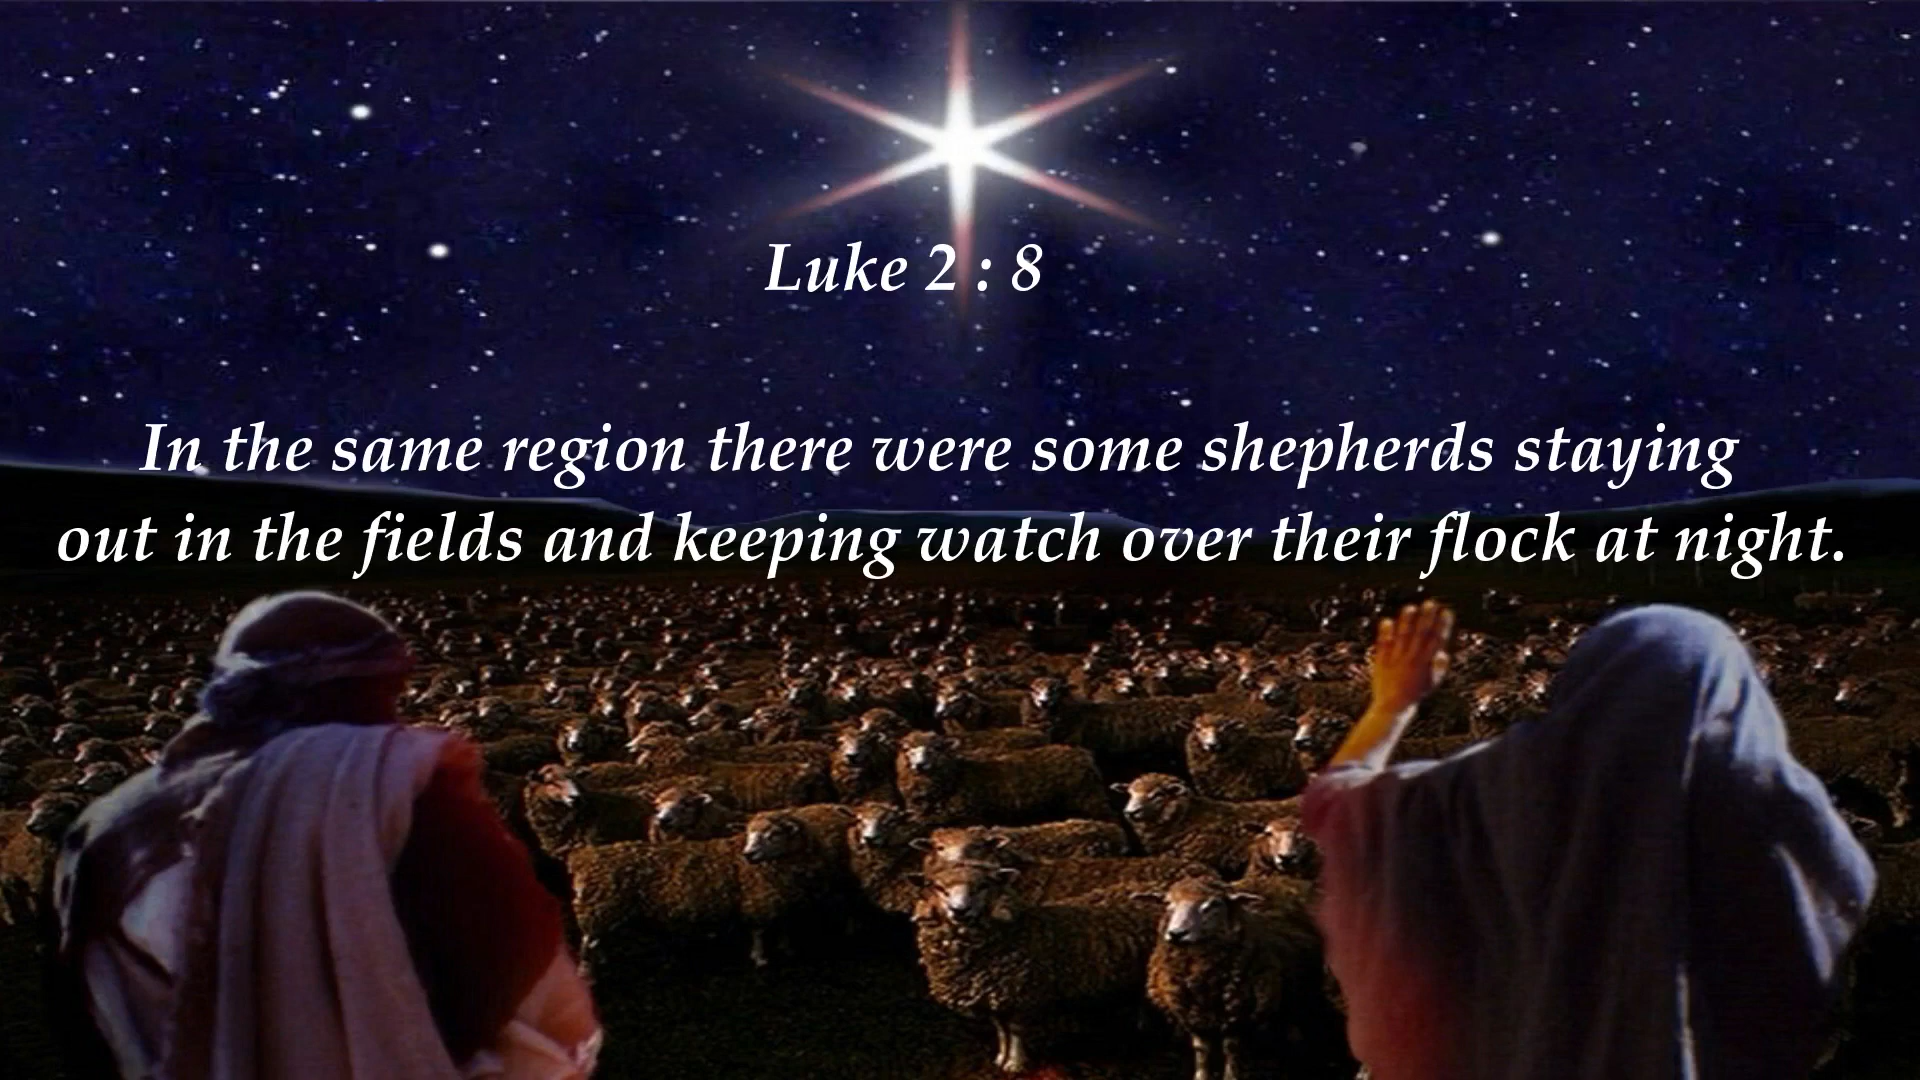 Luke 2 : 8
In the same region there were some shepherds staying
out in the fields and keeping watch over their flock at night.